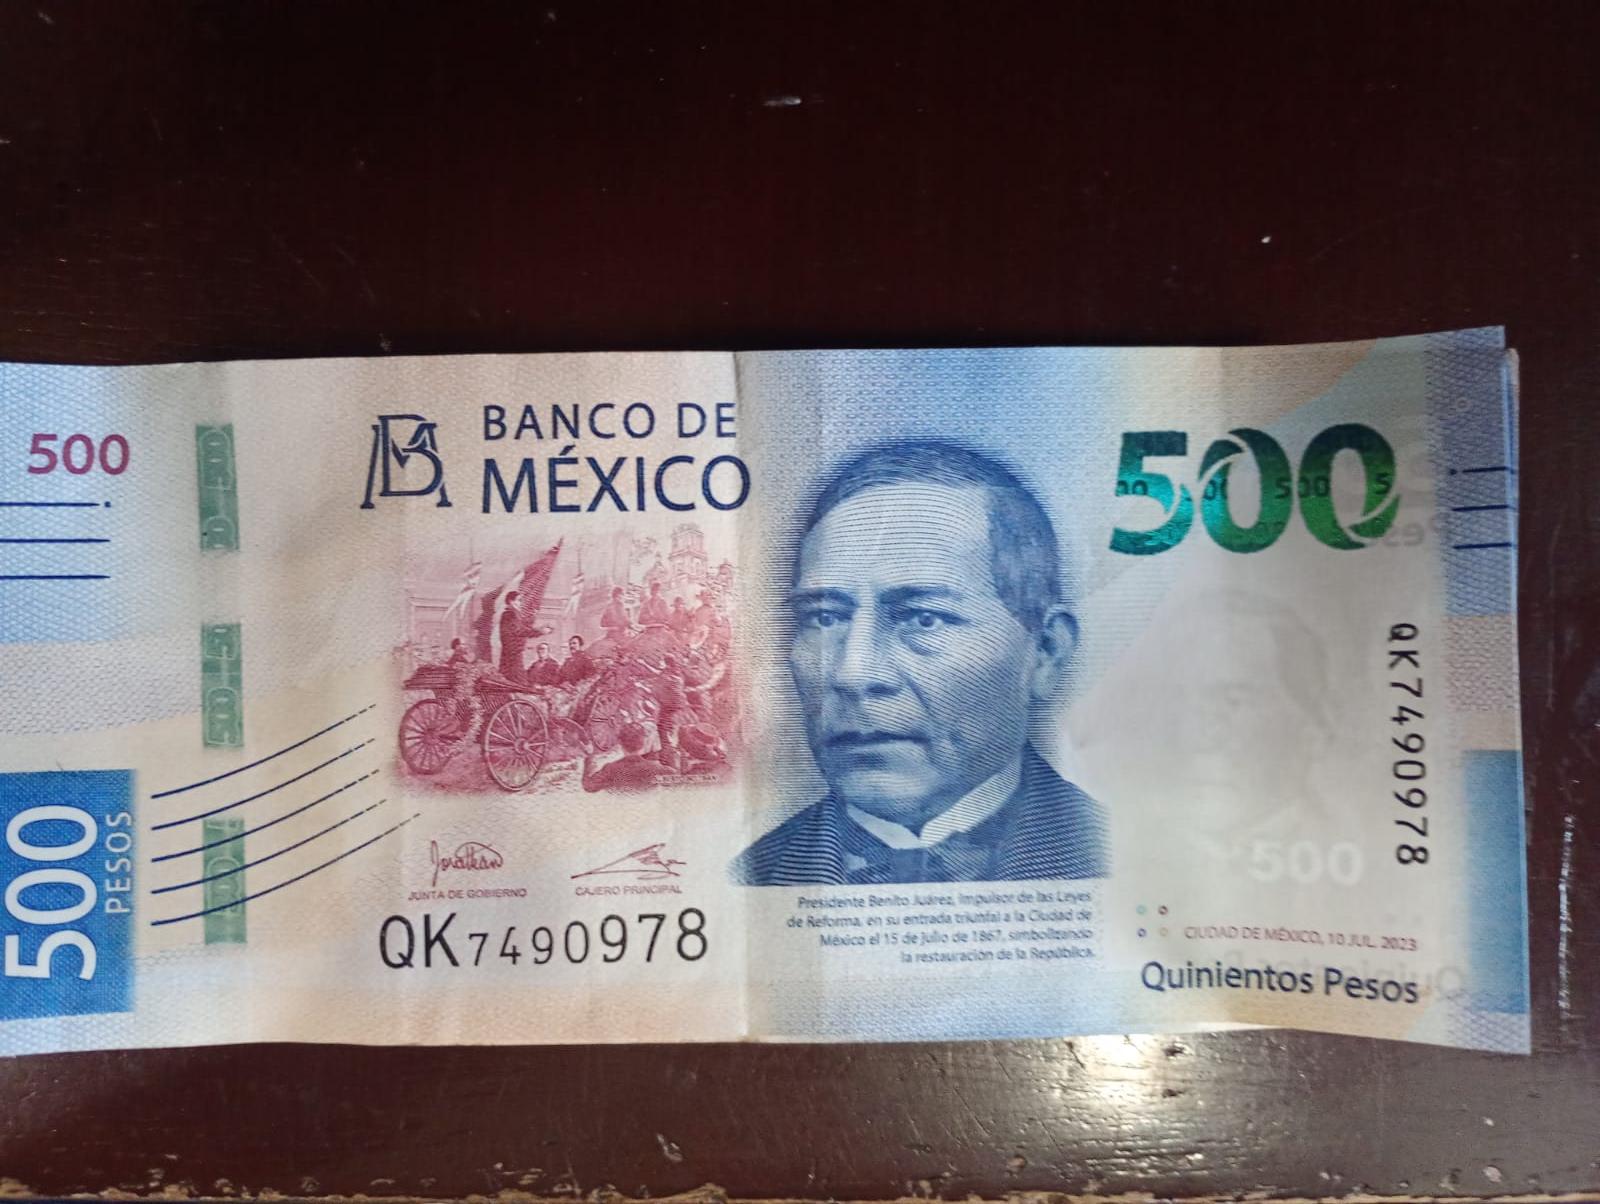 500
BANCO DE
MÉXICO
500
500
PESOS
JUNTA DE GOBIERNO
CAJERO PRINCIPAL
QK7490978
Presidente Benito Juárez, impulsor de las Leyes
de Reforma, en su entrada triunfal a la Ciudad de
México el 15 de julio de 1867, simbolizando
la restauración de la República.
QK7490978
500
CIUDAD DE MÉXICO, 10 JUL. 2023
Quinientos Pesos